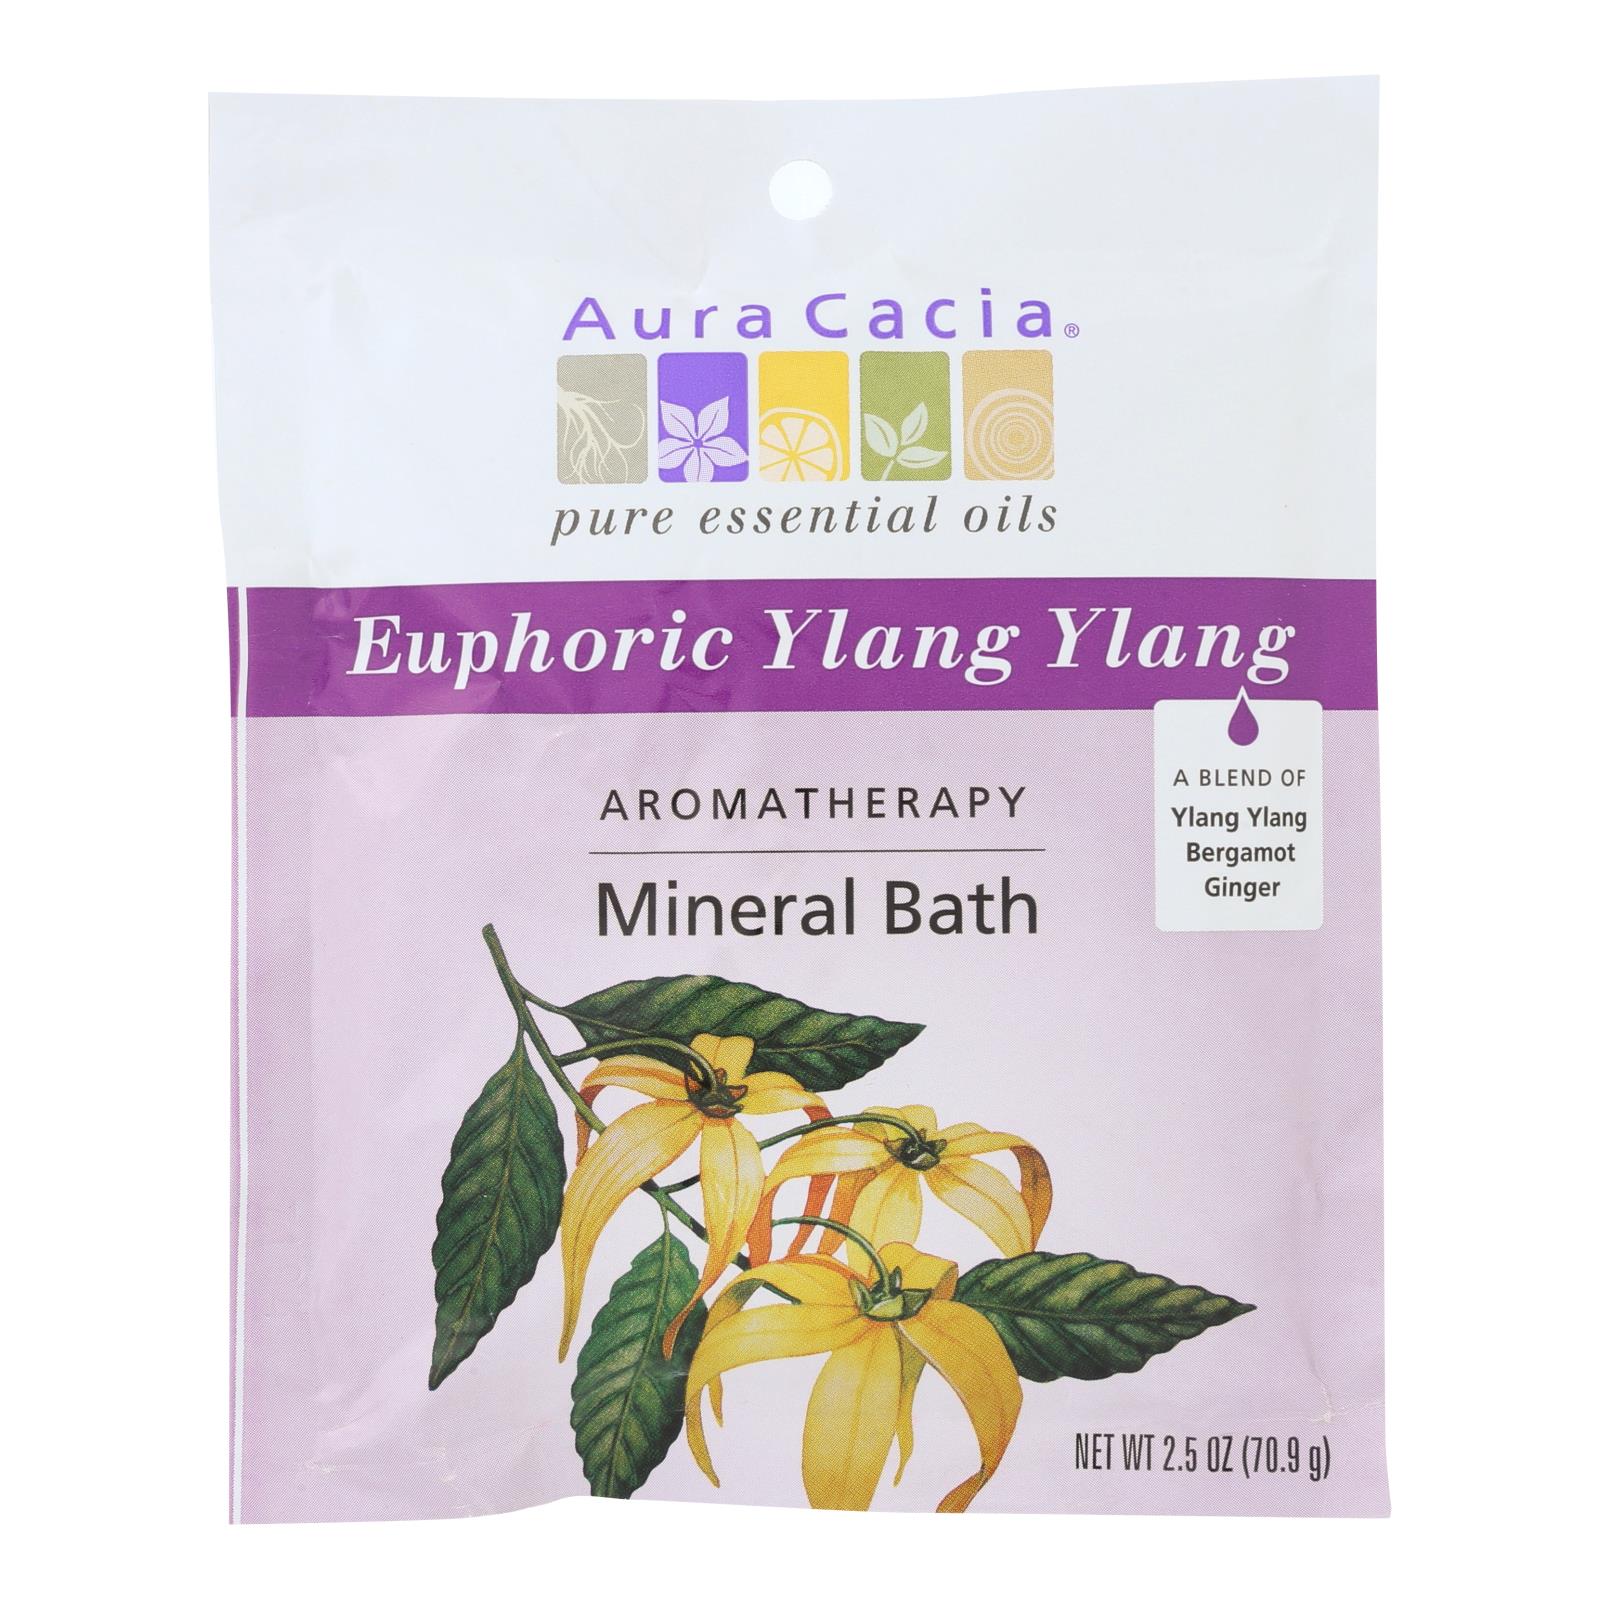 Aura Cacia®
pure essential oils
Euphoric Ylang Ylang
A BLEND OF
Ylang Ylang
Bergamot
Ginger
AROMATHERAPY
Mineral Bath
NET WT 2.5 OZ (70.9 g)